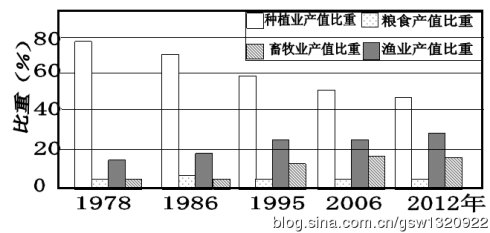 种植业产值比重 粮食产值比重
畜牧业产值比重 渔业产值比重
比重(%)
80
60
40
20
0
1978 1986 1995 2006 2012年
blog.sina.com.cn/gsw1320922